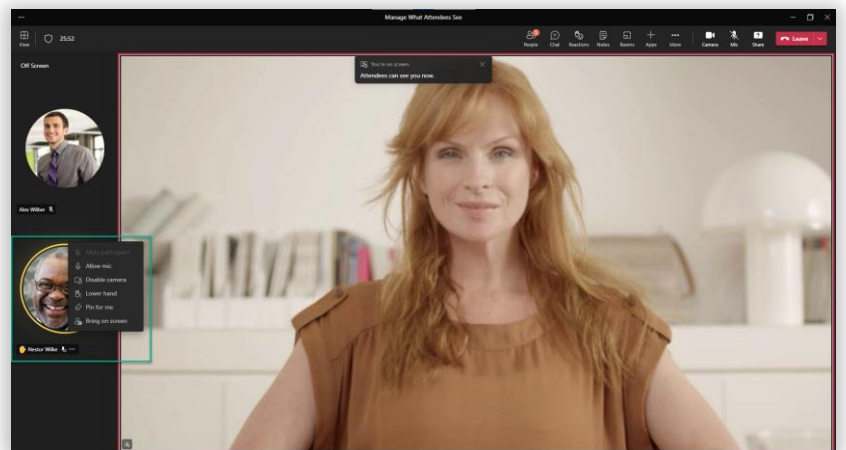 Manage What Attendees See
View
25:52
People Chat Reactions Notes Rooms Apps More Camera Mic Share Leave
Off Screen
You're on screen.
Attendees can see you now.
Alex Wilber
Mute participant
Allow mic
Disable camera
Lower hand
Pin for me
Bring on screen
Nestor Wilke